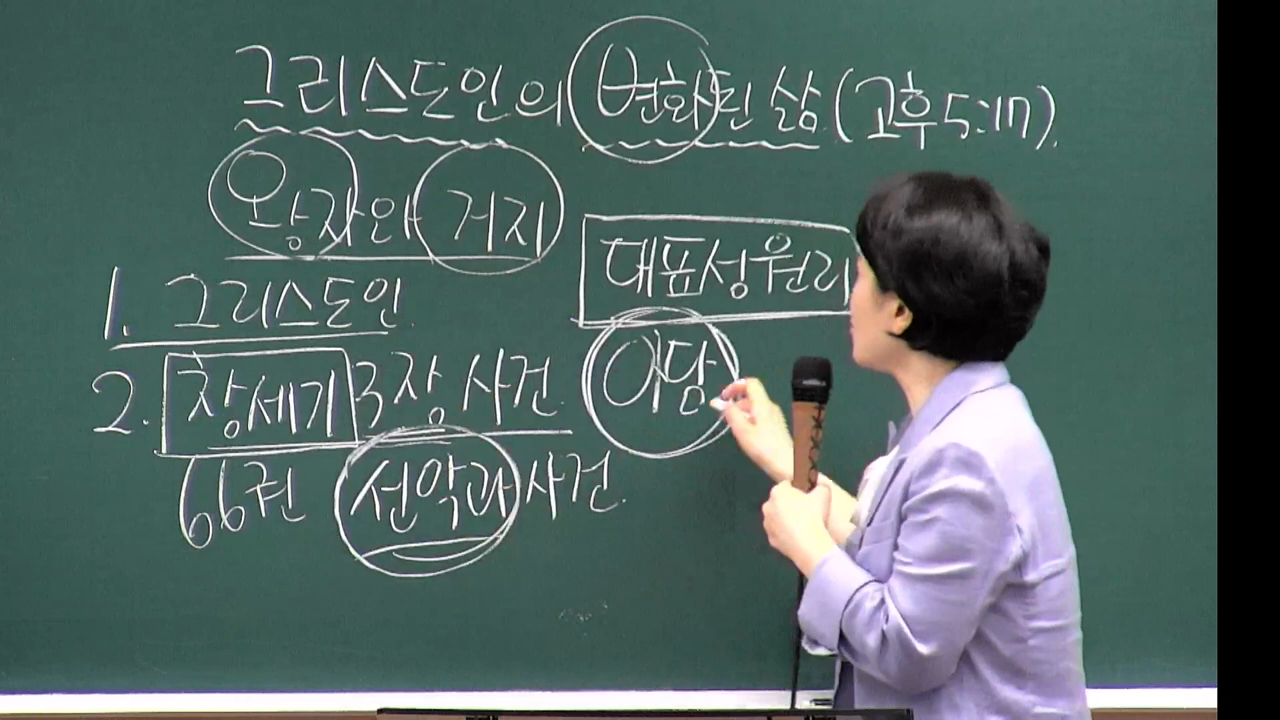 그리스도인의 변화된 삶 (고후 5:17).
왕자와 거지
대표성원리
1. 그리스도인.
2. 창세기 3장 사건.
아담
66권 선악과 사건.